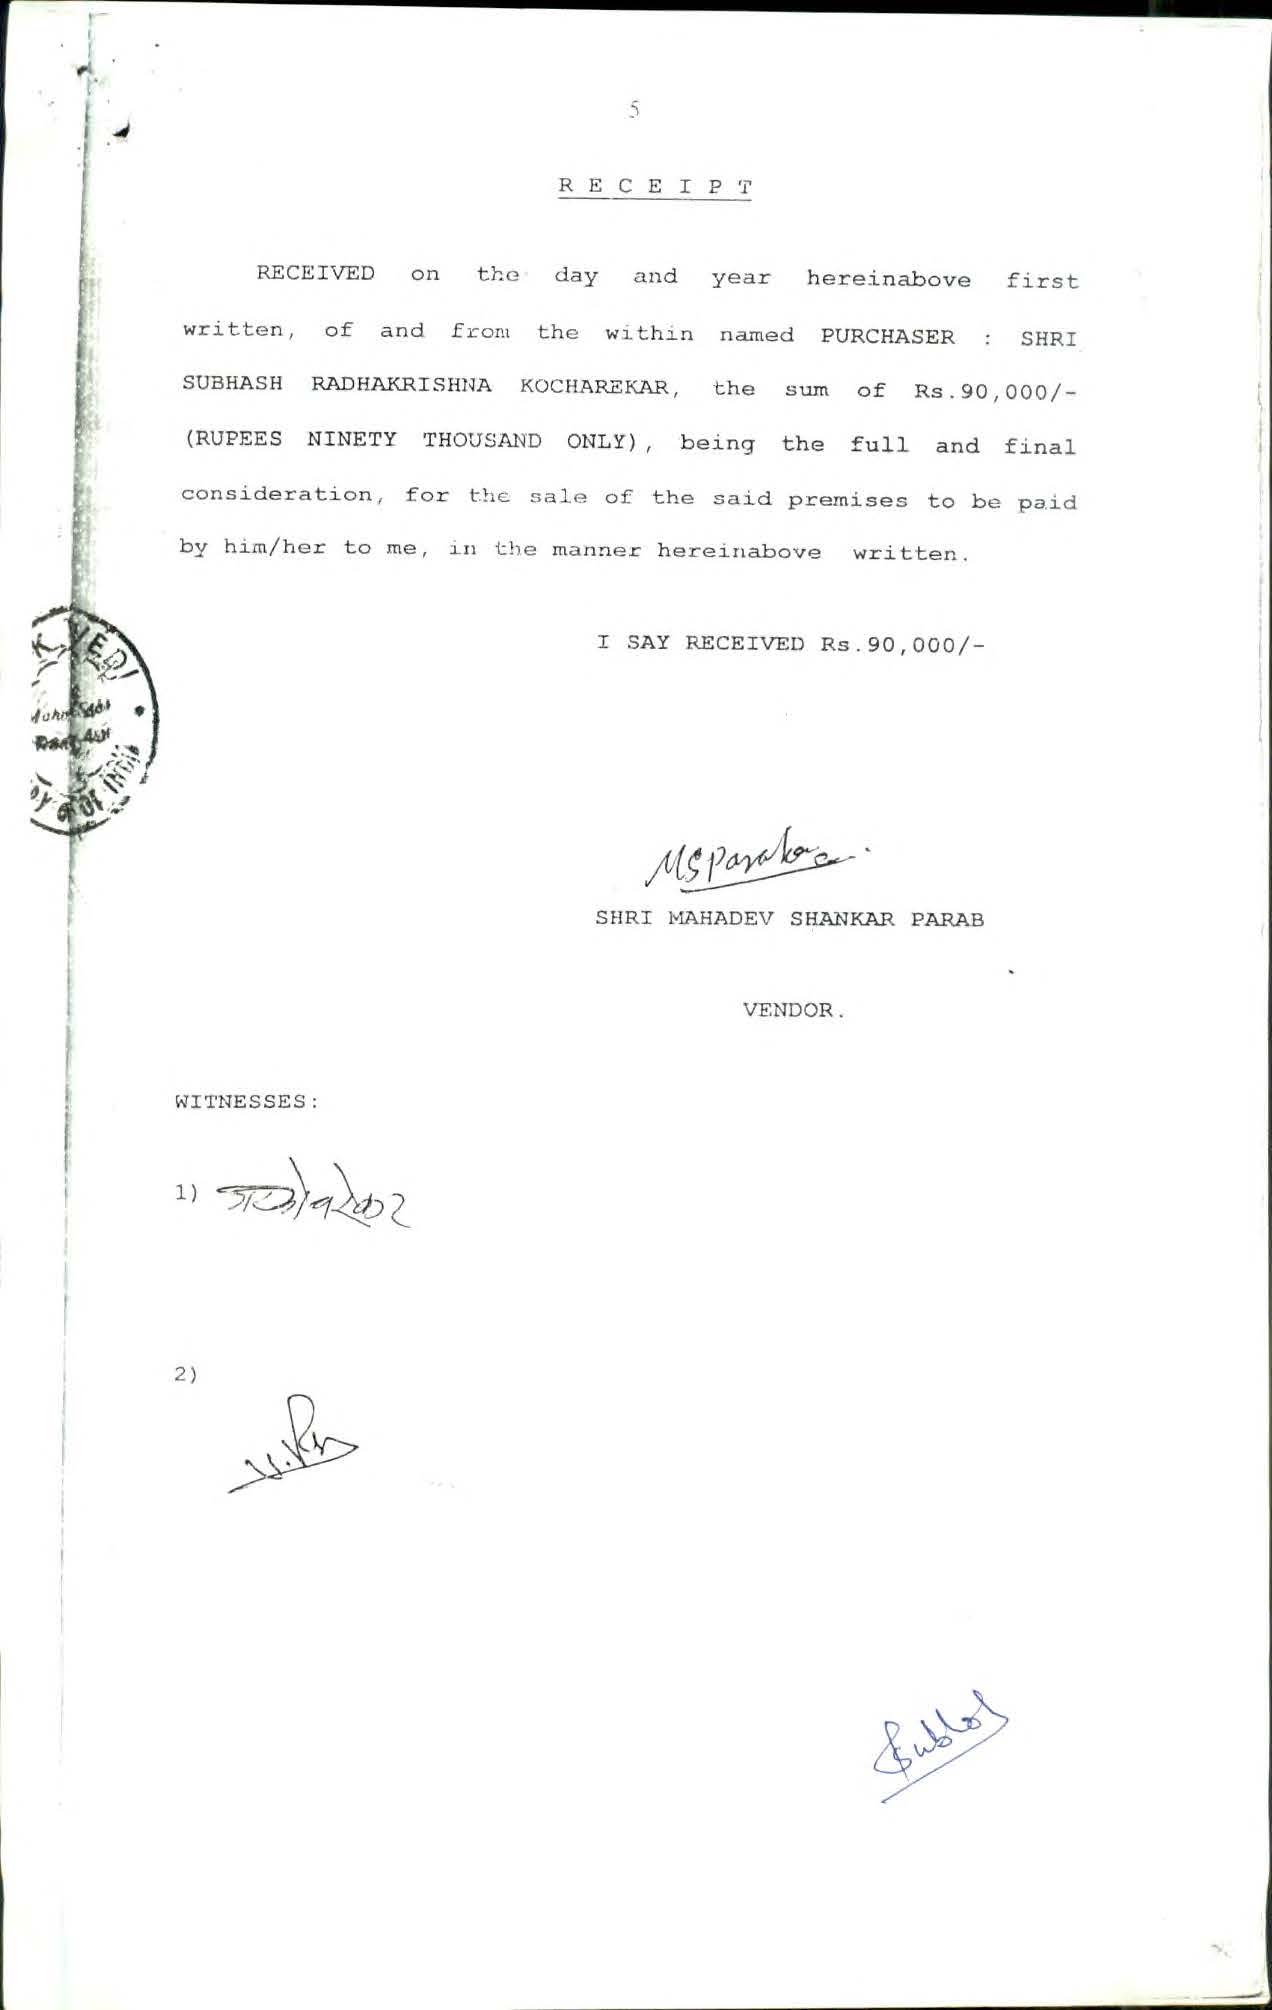 5
RECEIPT
RECEIVED on the day and year hereinabove first
written, of and from the within named PURCHASER : SHRI
SUBHASH RADHAKRISHNA KOCHAREKAR, the sum of Rs.90,000/-
(RUPEES NINETY THOUSAND ONLY), being the full and final
consideration, for the sale of the said premises to be paid
by him/her to me, in the manner hereinabove written.
I SAY RECEIVED Rs.90,000/-
VEDI
OF INDIA
MSParab
SHRI MAHADEV SHANKAR PARAB
VENDOR.
WITNESSES:
1)
2)